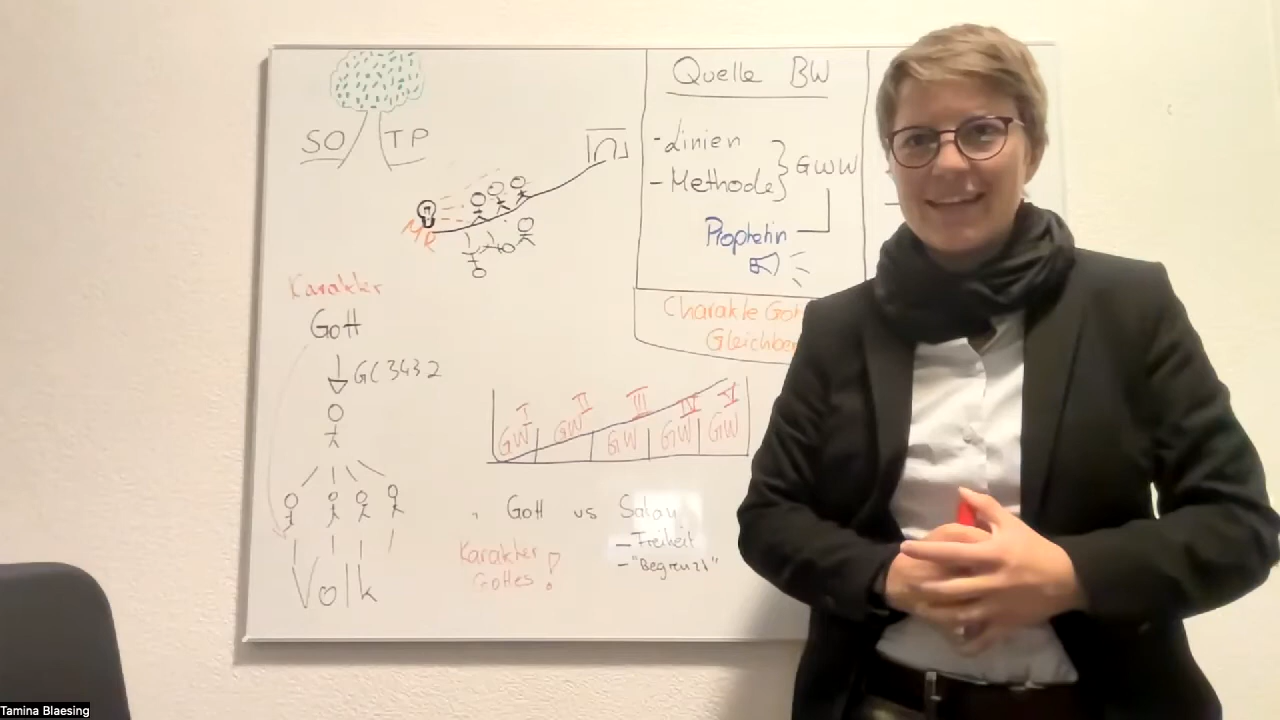 SO TP
MR
Quelle BW
- Linien
- Methode
GWW
Prophetin
Charakte Got
Gleichber
Karakter
Gott
GC 343 2
Volk
I II III IV V
GW GW GW GW GW
Gott vs Satan
- Freiheit
- "Begrenzt"
Karakter
Gottes !
Tamina Blaesing